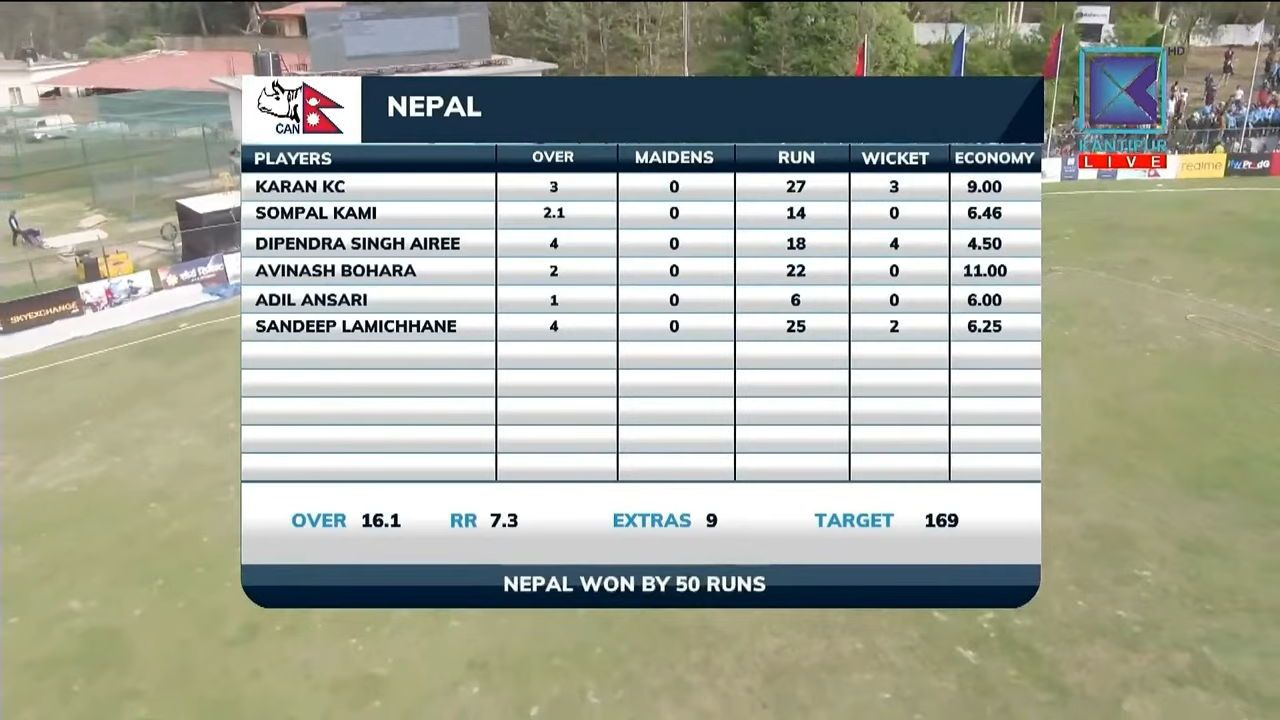 HD
KANTIPUR
LIVE
CAN
NEPAL
PLAYERS OVER MAIDENS RUN WICKET ECONOMY
KARAN KC 3 0 27 3 9.00
SOMPAL KAMI 2.1 0 14 0 6.46
DIPENDRA SINGH AIREE 4 0 18 4 4.50
AVINASH BOHARA 2 0 22 0 11.00
ADIL ANSARI 1 0 6 0 6.00
SANDEEP LAMICHHANE 4 0 25 2 6.25
OVER 16.1 RR 7.3 EXTRAS 9 TARGET 169
NEPAL WON BY 50 RUNS
SKYEXCHANGE
realme